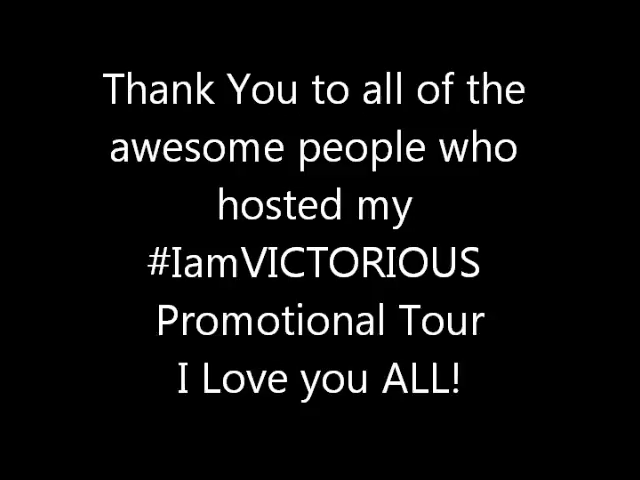 Thank You to all of the
awesome people who
hosted my
#IamVICTORIOUS
Promotional Tour
I Love you ALL!